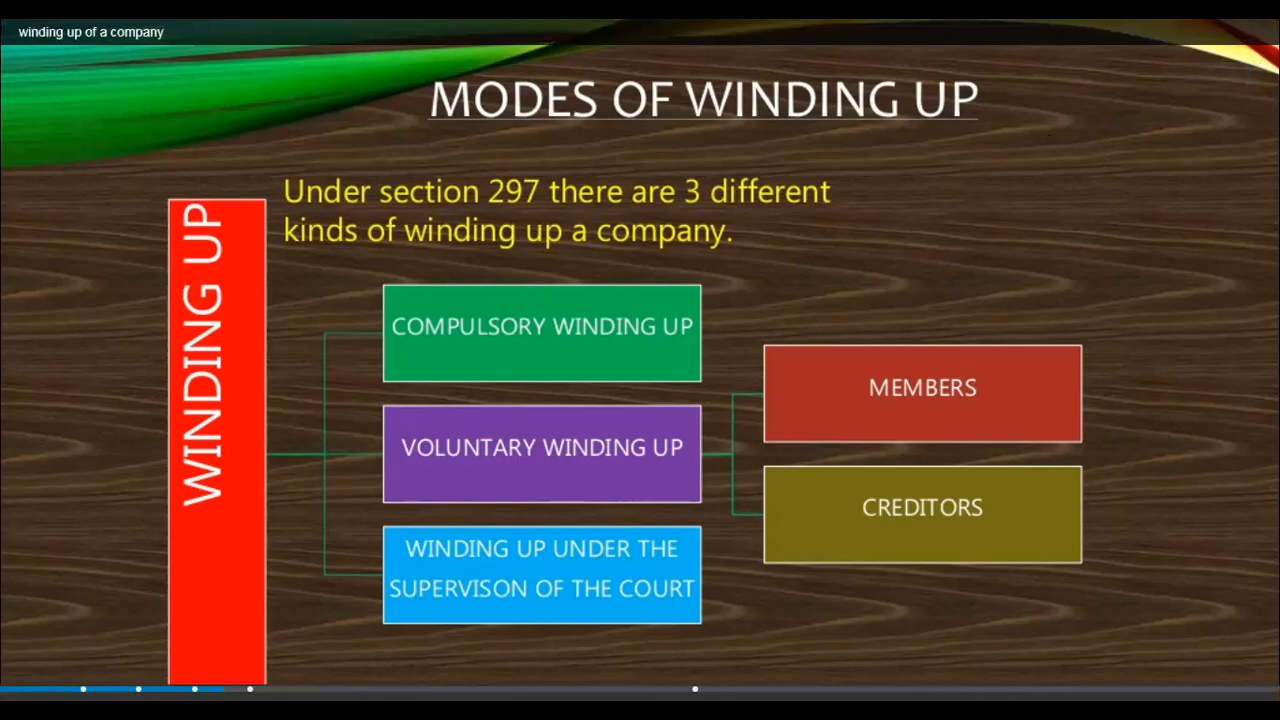 winding up of a company
MODES OF WINDING UP
Under section 297 there are 3 different
kinds of winding up a company.
WINDING UP
COMPULSORY WINDING UP
VOLUNTARY WINDING UP
WINDING UP UNDER THE
SUPERVISON OF THE COURT
MEMBERS
CREDITORS